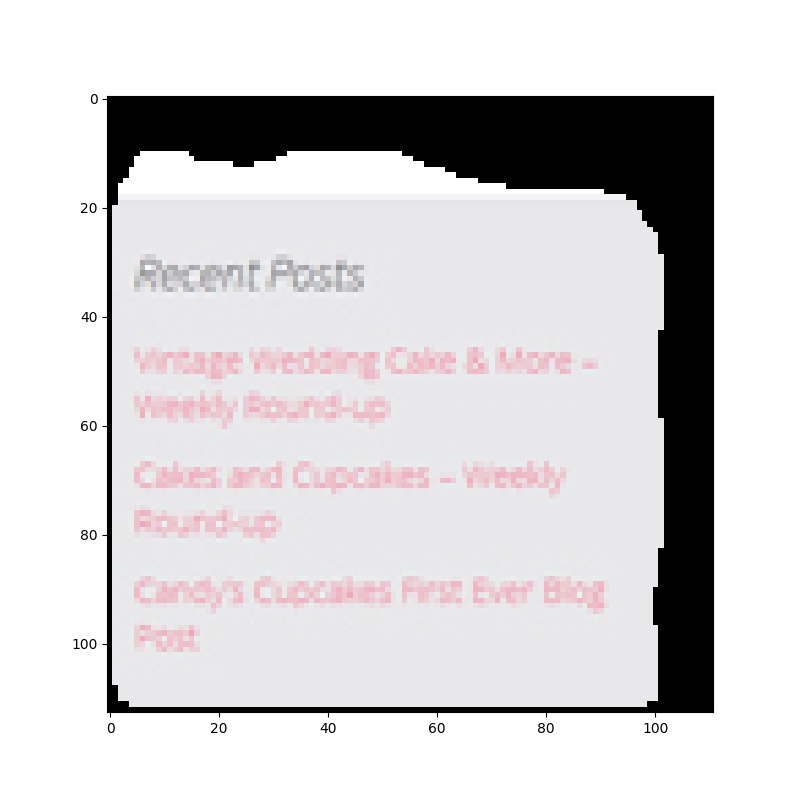 Recent Posts
Vintage Wedding Cake & More –
Weekly Round-up
Cakes and Cupcakes – Weekly
Round-up
Candy's Cupcakes First Ever Blog
Post
0
20
40
60
80
100
0
20
40
60
80
100